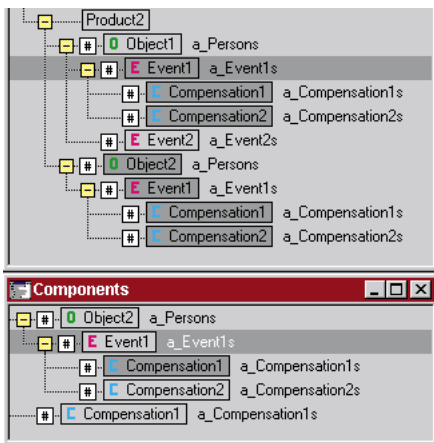 Product2
# O Object1 a_Persons
# E Event1 a_Event1s
# C Compensation1 a_Compensation1s
# C Compensation2 a_Compensation2s
# E Event2 a_Event2s
# O Object2 a_Persons
# E Event1 a_Event1s
# C Compensation1 a_Compensation1s
# C Compensation2 a_Compensation2s
Components
# O Object2 a_Persons
# E Event1 a_Event1s
# C Compensation1 a_Compensation1s
# C Compensation2 a_Compensation2s
# C Compensation1 a_Compensation1s